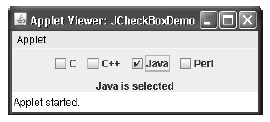 Applet Viewer: JCheckBoxDemo
Applet
C C++ Java Perl
Java is selected
Applet started.